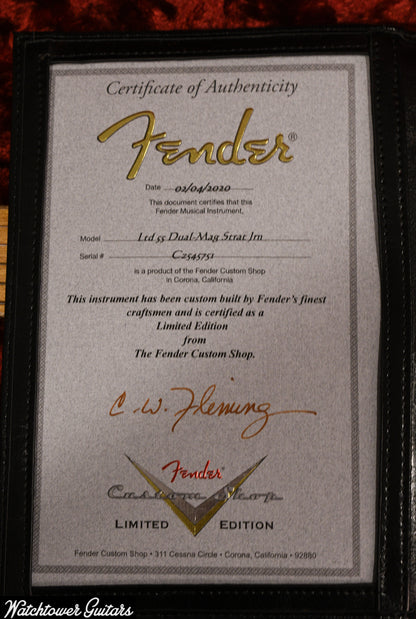 Certificate of Authenticity
Fender®
Date 02/04/2020
This document certifies that this
Fender Musical Instrument,
Model Ltd 55 Dual-Mag Strat Jrn
Serial # CZ545751
is a product of the Fender Custom Shop
in Corona, California
This instrument has been custom built by Fender's finest
craftsmen and is certified as a
Limited Edition
from
The Fender Custom Shop.
C. W. Fleming
Fender
Custom Shop
LIMITED EDITION
Fender Custom Shop • 311 Cessna Circle • Corona, California • 92880
Watchtower Guitars